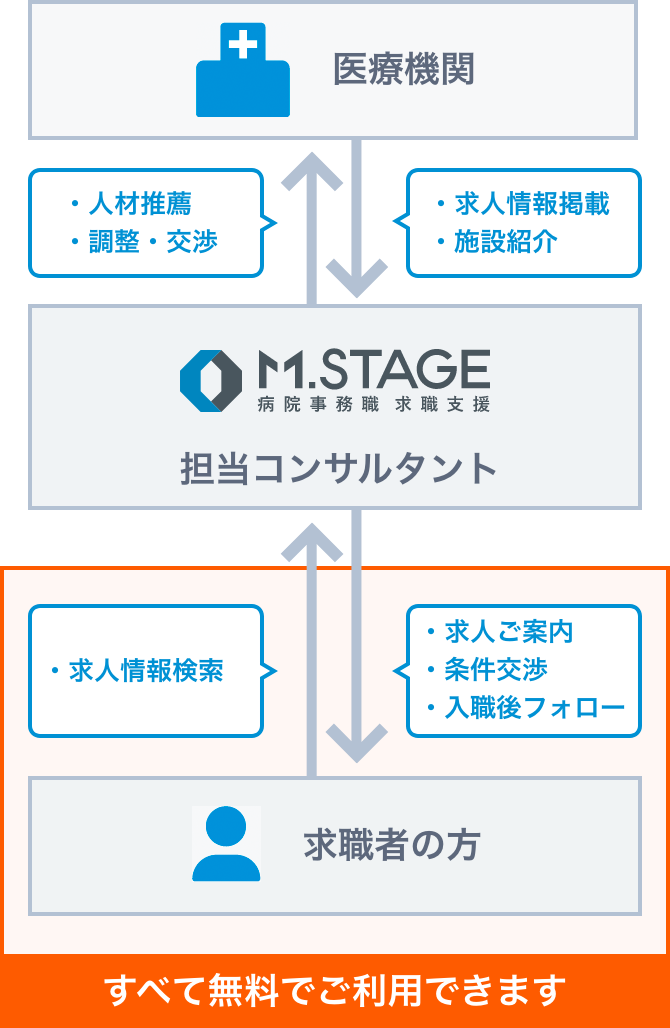 医療機関
・人材推薦
・調整・交渉
・求人情報掲載
・施設紹介
M.STAGE
病院事務職 求職支援
担当コンサルタント
・求人情報検索
・求人ご案内
・条件交渉
・入職後フォロー
求職者の方
すべて無料でご利用できます